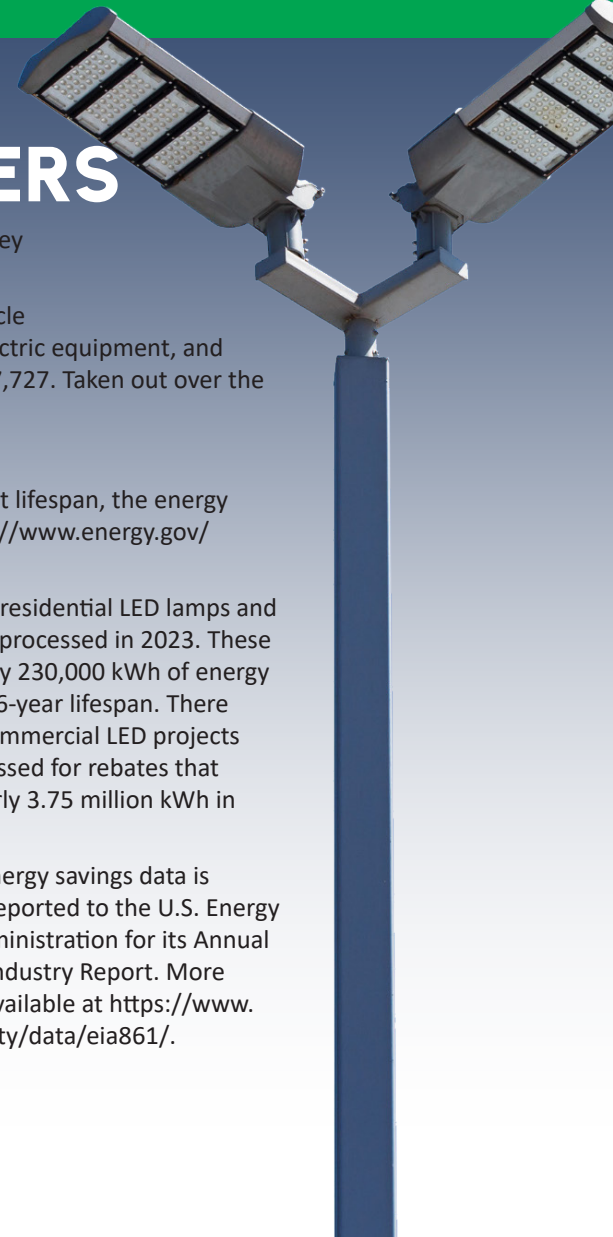 ERS
ey
cle
ctric equipment, and
7,727. Taken out over the
t lifespan, the energy
://www.energy.gov/
residential LED lamps and
processed in 2023. These
y 230,000 kWh of energy
6-year lifespan. There
ommercial LED projects
ssed for rebates that
rly 3.75 million kWh in
nergy savings data is
eported to the U.S. Energy
ministration for its Annual
ndustry Report. More
vailable at https://www.
ty/data/eia861/.